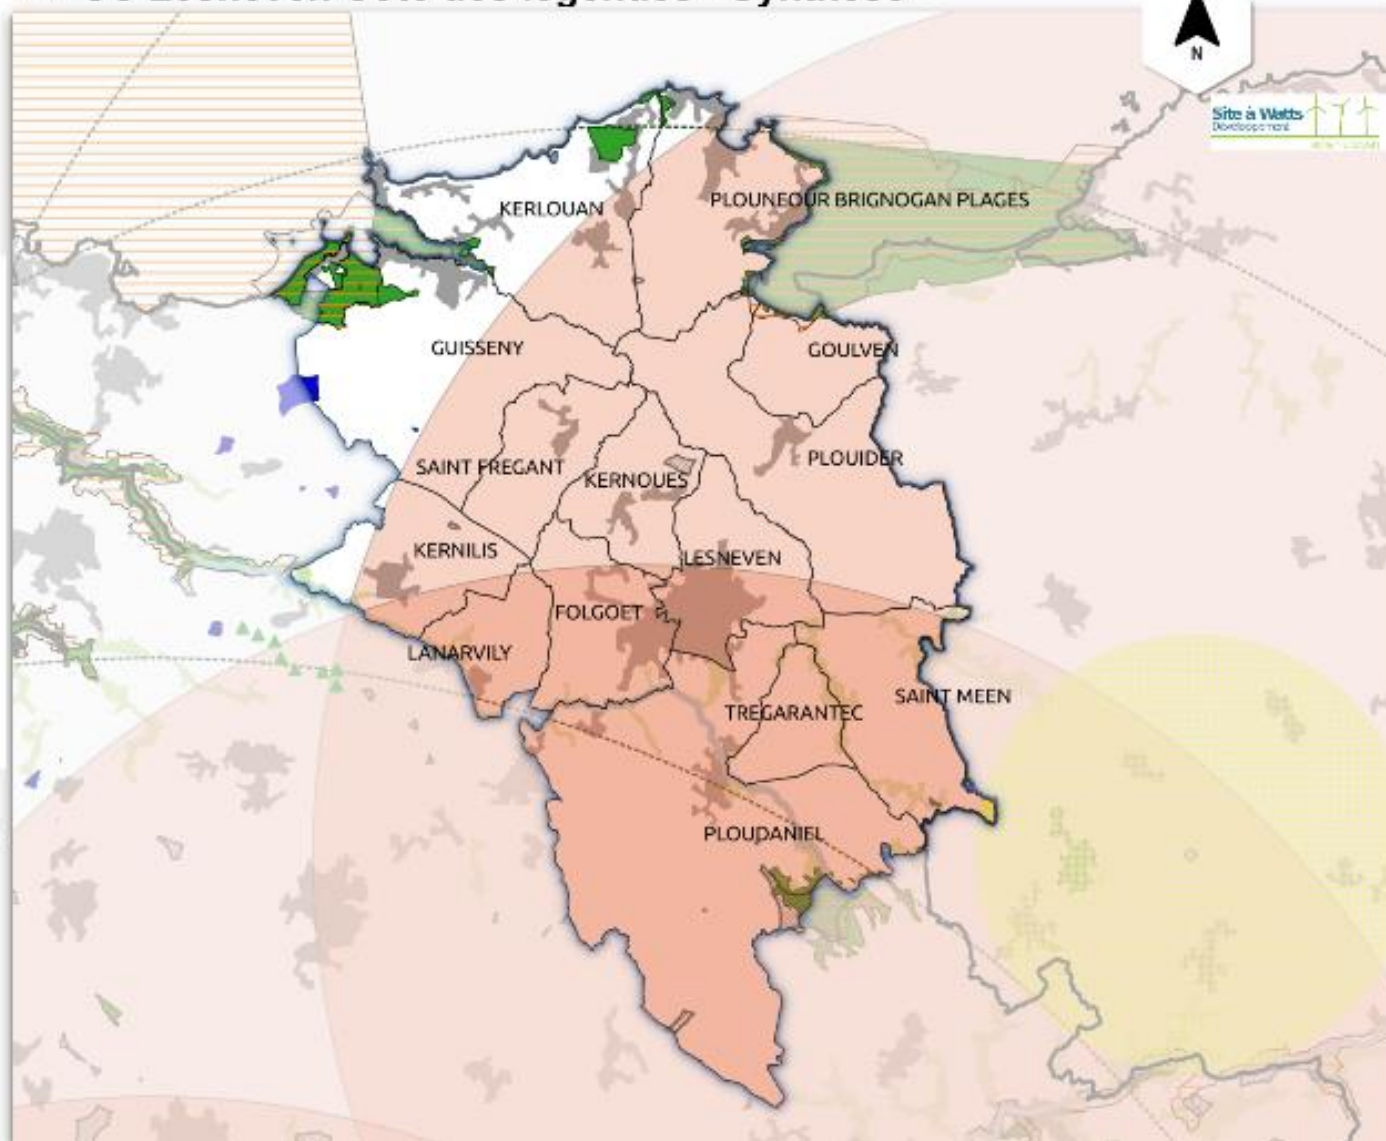 N
Site à Watts
Développement
KERLOUAN
PLOUNEOUR BRIGNOGAN PLAGES
GUISSENY
GOULVEN
SAINT FREGANT
KERNOUES
PLOUIDER
KERNILIS
LESNEVEN
FOLGOET
LANARVILY
SAINT MEEN
TREGARANTEC
PLOUDANIEL